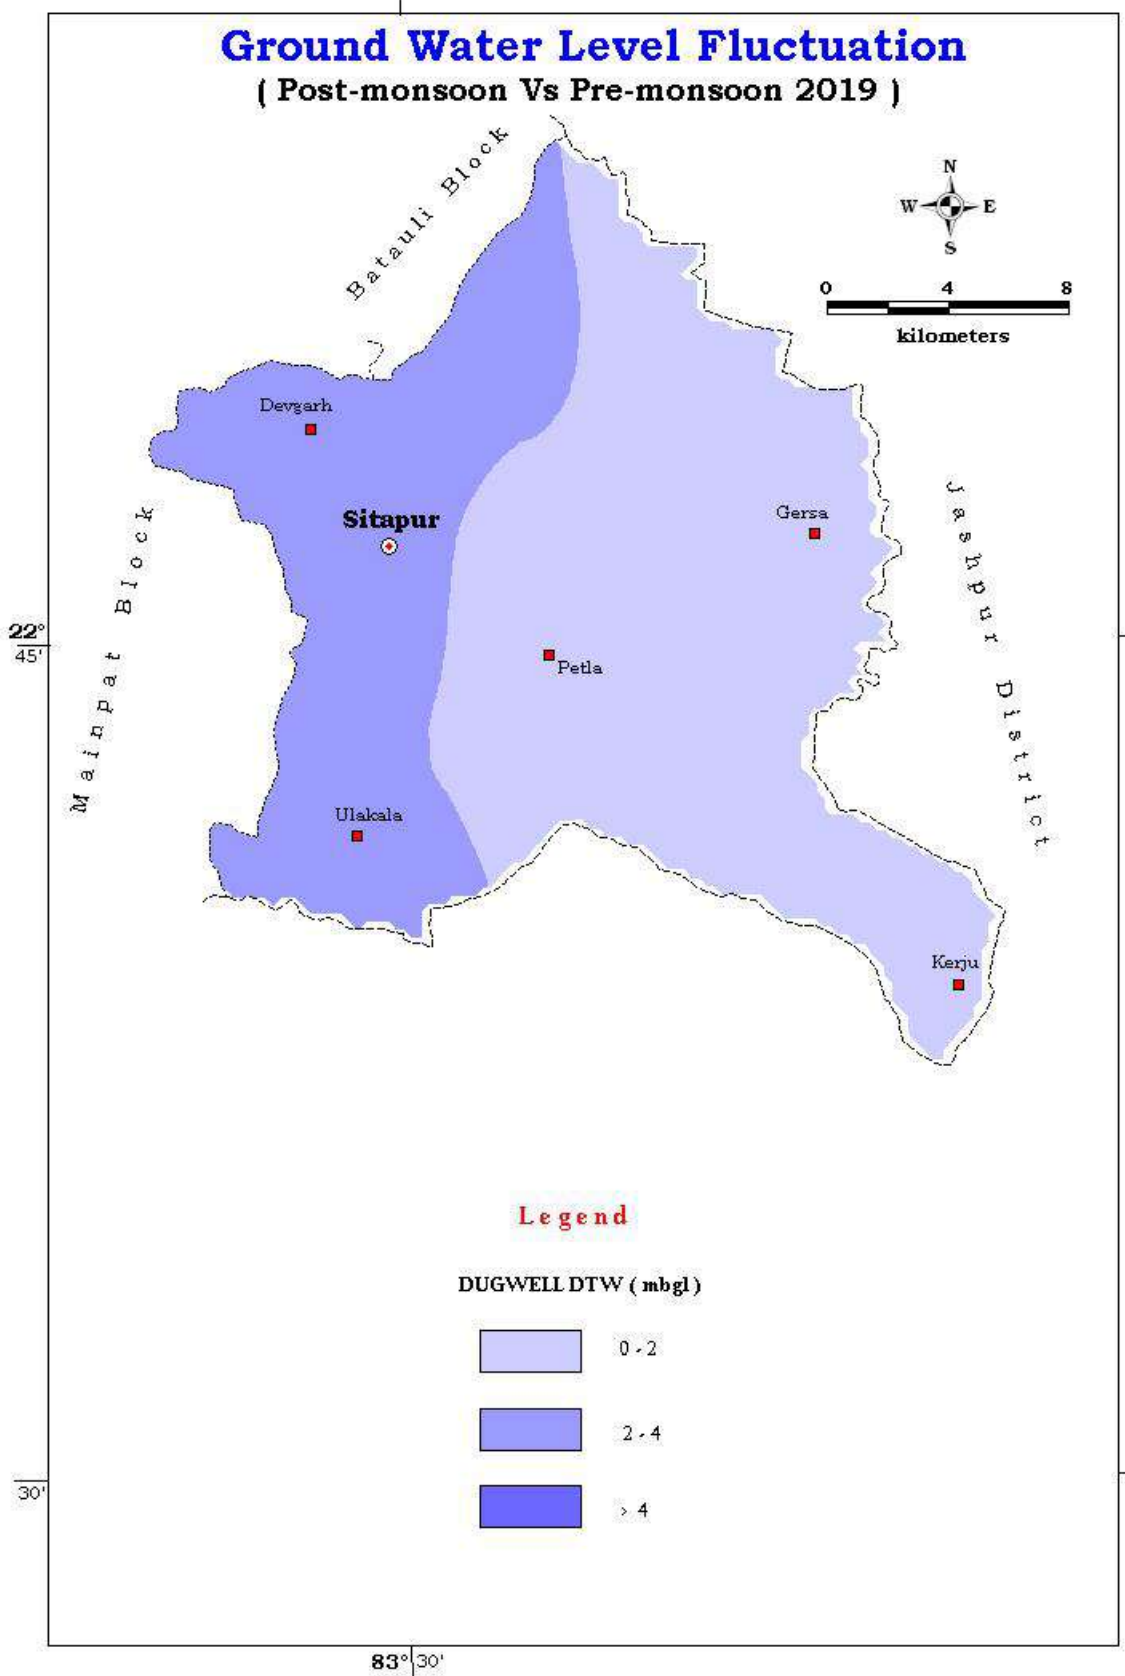 Ground Water Level Fluctuation
( Post-monsoon Vs Pre-monsoon 2019 )
Batauli Block
N
W E
S
0 4 8
kilometers
Devgarh
Sitapur
Gersa
Mainpat Block
Jashpur District
22°
45'
Petla
Ulakala
Kerju
Legend
DUGWELL DTW ( mbgl )
0 - 2
2 - 4
> 4
30'
83° 30'